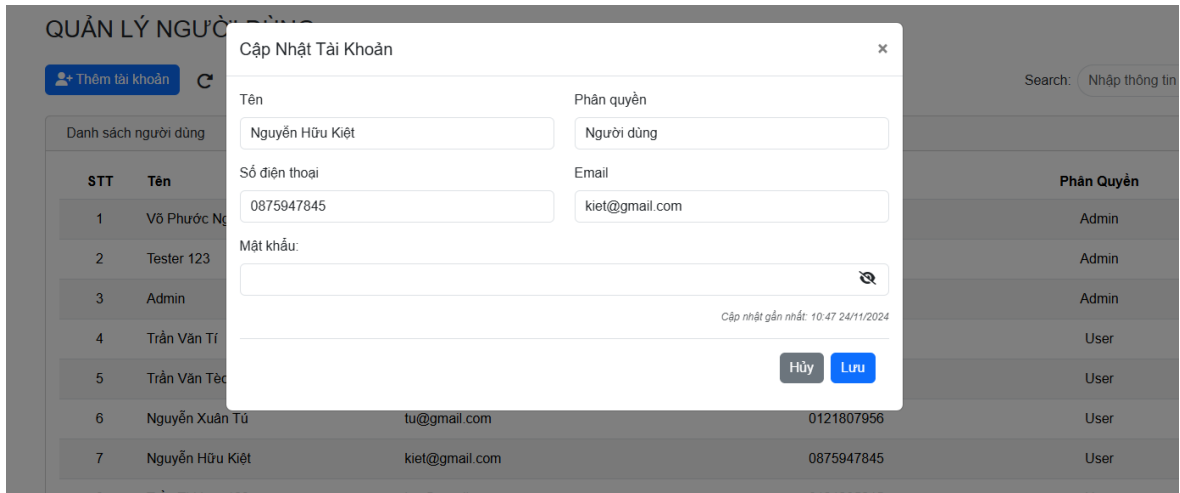 QUẢN LÝ NGƯỜI DÙNG
Thêm tài khoản
Search: Nhập thông tin
Danh sách người dùng
Cập Nhật Tài Khoản ×
Tên Phân quyền
Nguyễn Hữu Kiệt Người dùng
Số điện thoại Email
0875947845 kiet@gmail.com
Mật khẩu:
Cập nhật gần nhất: 10:47 24/11/2024
Hủy Lưu
STT Tên Phân Quyền
1 Võ Phước Admin
2 Tester 123 Admin
3 Admin Admin
4 Trần Văn Tí User
5 Trần Văn User
6 Nguyễn Xuân Tú tu@gmail.com 0121807956 User
7 Nguyễn Hữu Kiệt kiet@gmail.com 0875947845 User